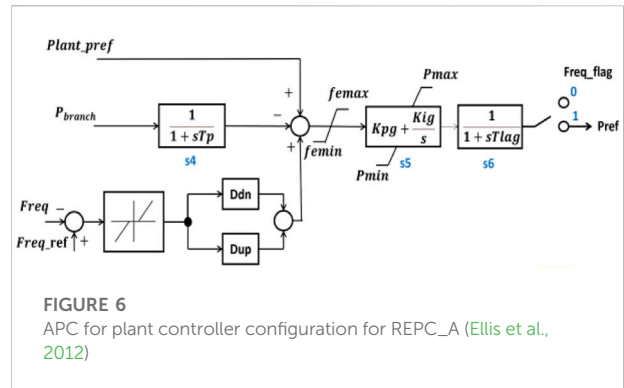 Plant_pref
femax
Pmax
Freq_flag
0
1
Pref
P_branch
1
1 + sTp
s4
+
−
+
femin
Kpg + Kig
s
Pmin
s5
1
1 + sTlag
s6
Freq −
Freq_ref +
Ddn
Dup
FIGURE 6
APC for plant controller configuration for REPC_A (Ellis et al.,
2012)